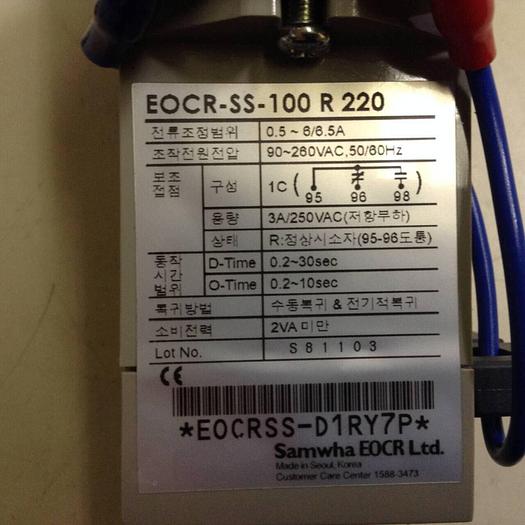 EOCR-SS-100 R 220
전류조정범위 0.5 ~ 6/6.5A
조작전원전압 90~260VAC,50/60Hz
보조접점 구성 1C ( 95 96 98 )
용량 3A/250VAC(저항부하)
상태 R:정상시소자(95-96도통)
동작시간범위 D-Time 0.2~30sec
O-Time 0.2~10sec
복귀방법 수동복귀 & 전기적복귀
소비전력 2VA 미만
Lot No. S81103
CE
*EOCRSS-D1RY7P*
Samwha EOCR Ltd.
Made in Seoul, Korea
Customer Care Center 1588-3473